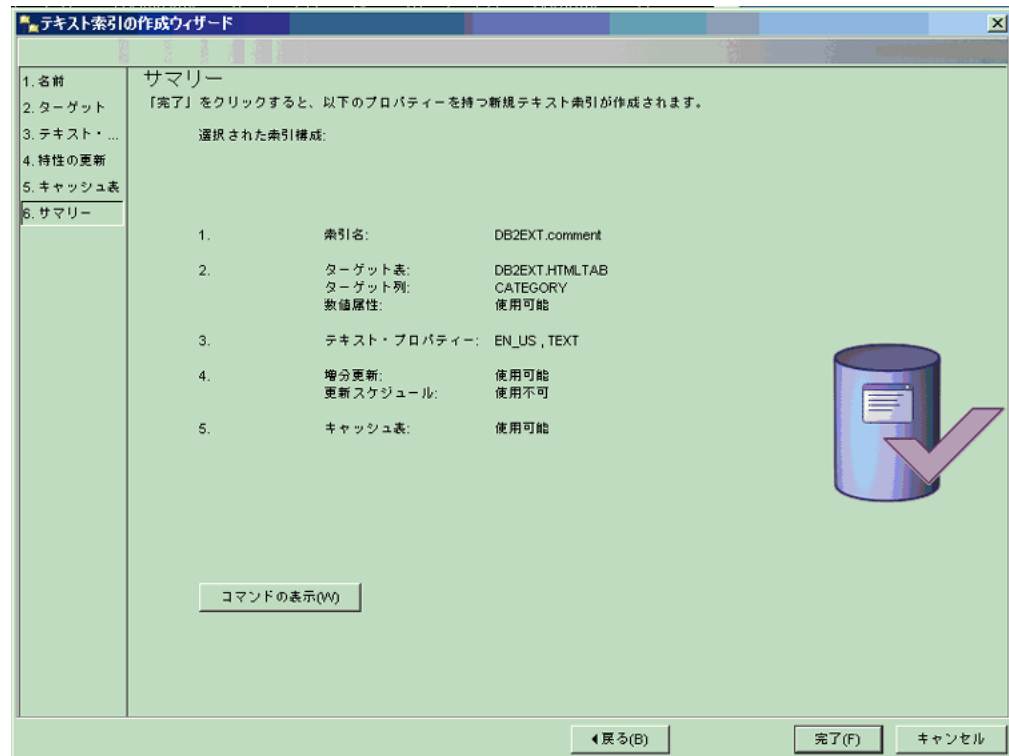 テキスト索引の作成ウィザード
1. 名前
2. ターゲット
3. テキスト・...
4. 特性の更新
5. キャッシュ表
6. サマリー
サマリー
「完了」をクリックすると、以下のプロパティーを持つ新規テキスト索引が作成されます。
選択された索引構成:
1. 索引名: DB2EXT.comment
2. ターゲット表: DB2EXT.HTMLTAB
ターゲット列: CATEGORY
数値属性: 使用可能
3. テキスト・プロパティー: EN_US , TEXT
4. 増分更新: 使用可能
更新スケジュール: 使用不可
5. キャッシュ表: 使用可能
コマンドの表示(W)
戻る(B)
完了(F)
キャンセル